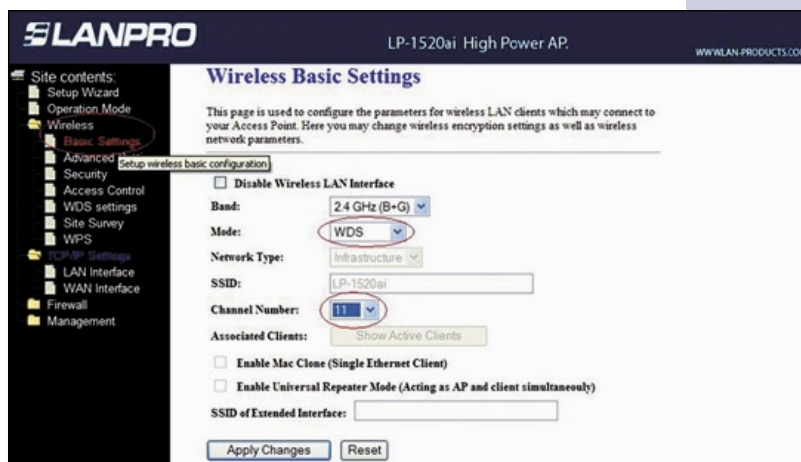 LANPRO
LP-1520ai High Power AP.
WWW.LAN-PRODUCTS.CO
Site contents:
Setup Wizard
Operation Mode
Wireless
Basic Settings
Advanced
Setup wireless basic configuration
Security
Access Control
WDS settings
Site Survey
WPS
TCP/IP Settings
LAN Interface
WAN Interface
Firewall
Management
Wireless Basic Settings
This page is used to configure the parameters for wireless LAN clients which may connect to
your Access Point. Here you may change wireless encryption settings as well as wireless
network parameters.
Disable Wireless LAN Interface
Band: 2.4 GHz (B+G)
Mode: WDS
Network Type: Infrastructure
SSID: LP-1520ai
Channel Number: 11
Associated Clients: Show Active Clients
Enable Mac Clone (Single Ethernet Client)
Enable Universal Repeater Mode (Acting as AP and client simultaneouly)
SSID of Extended Interface:
Apply Changes Reset